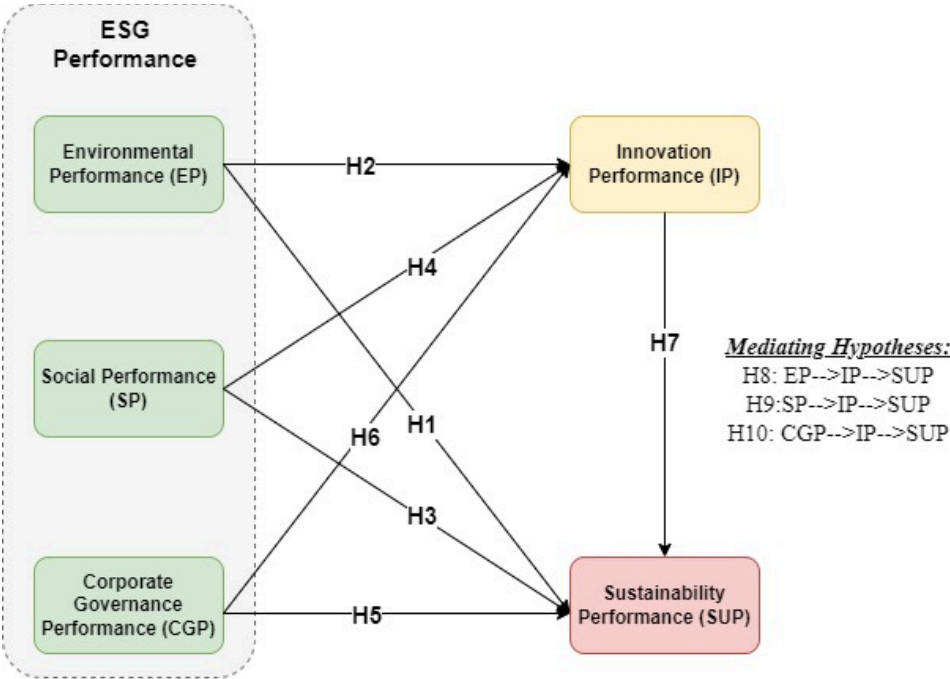 ESG
Performance
Environmental
Performance (EP)
Innovation
Performance (IP)
H2
H4
Social Performance
(SP)
H7
Mediating Hypotheses:
H8: EP-->IP-->SUP
H9:SP-->IP-->SUP
H10: CGP-->IP-->SUP
H6
H1
H3
Corporate
Governance
Performance (CGP)
H5
Sustainability
Performance (SUP)